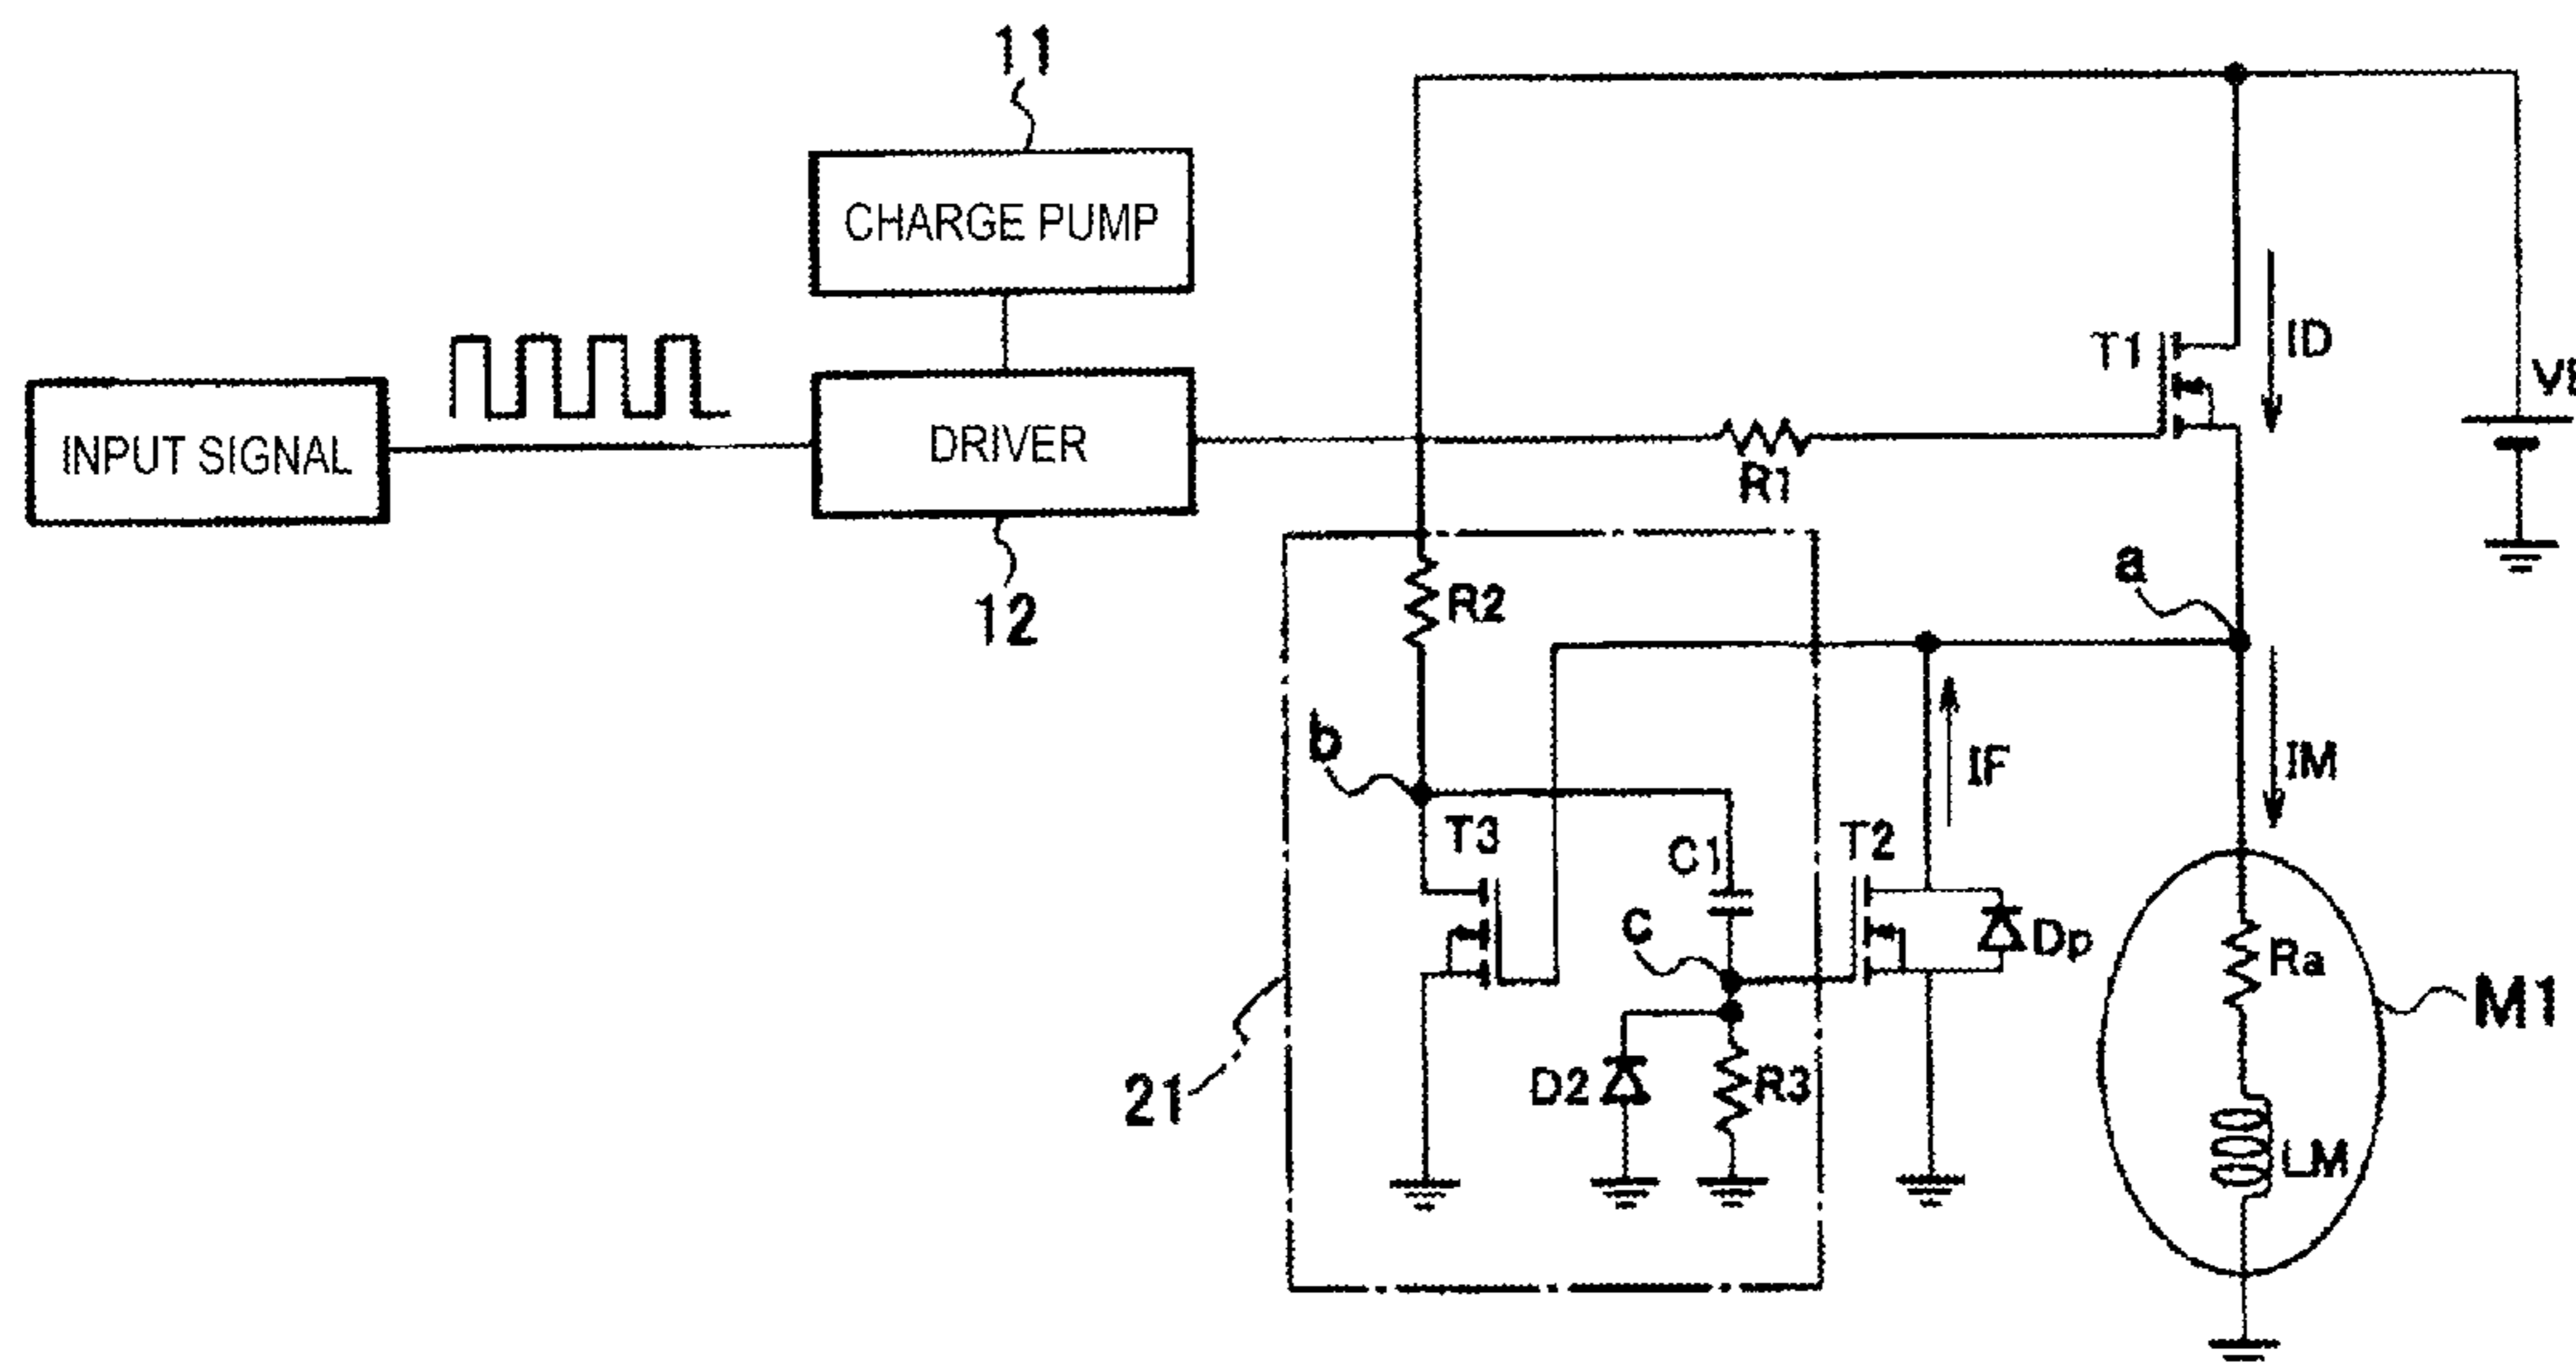 11
CHARGE PUMP
INPUT SIGNAL
DRIVER
12
R1
T1
ID
a
R2
b
T3
C1
T2
IF
IM
c
Dp
Ra
M1
D2
R3
LM
21